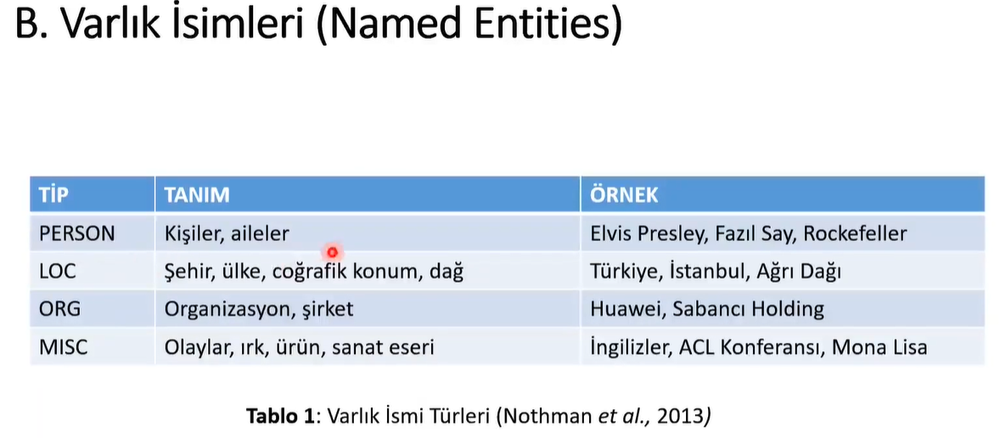 B. Varlık İsimleri (Named Entities)
TİP TANIM ÖRNEK
PERSON Kişiler, aileler Elvis Presley, Fazıl Say, Rockefeller
LOC Şehir, ülke, coğrafik konum, dağ Türkiye, İstanbul, Ağrı Dağı
ORG Organizasyon, şirket Huawei, Sabancı Holding
MISC Olaylar, ırk, ürün, sanat eseri İngilizler, ACL Konferansı, Mona Lisa
Tablo 1: Varlık İsmi Türleri (Nothman et al., 2013)